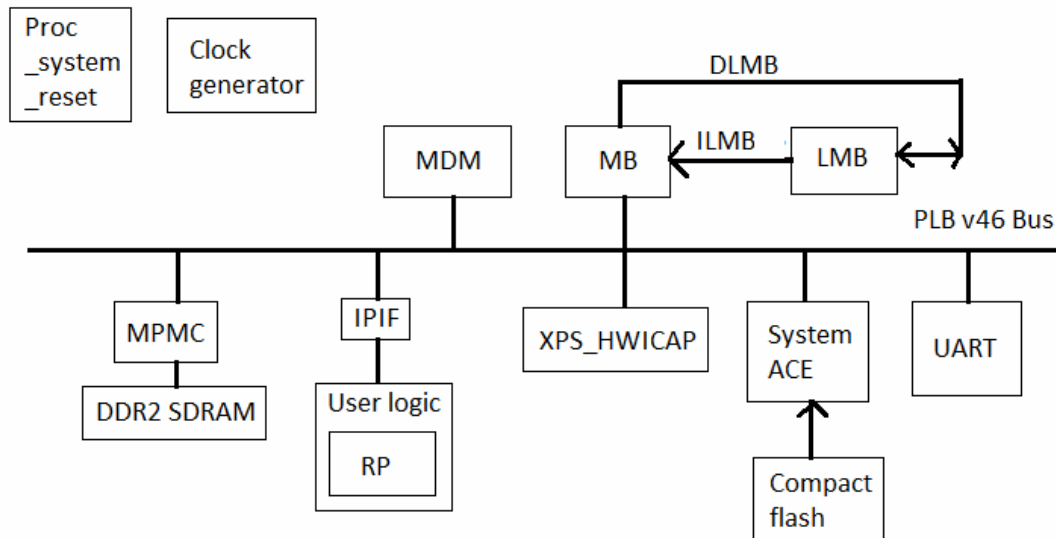 Proc
_system
_reset
Clock
generator
DLMB
MDM
MB
ILMB
LMB
PLB v46 Bus
MPMC
IPIF
XPS_HWICAP
System
ACE
UART
DDR2 SDRAM
User logic
RP
Compact
flash